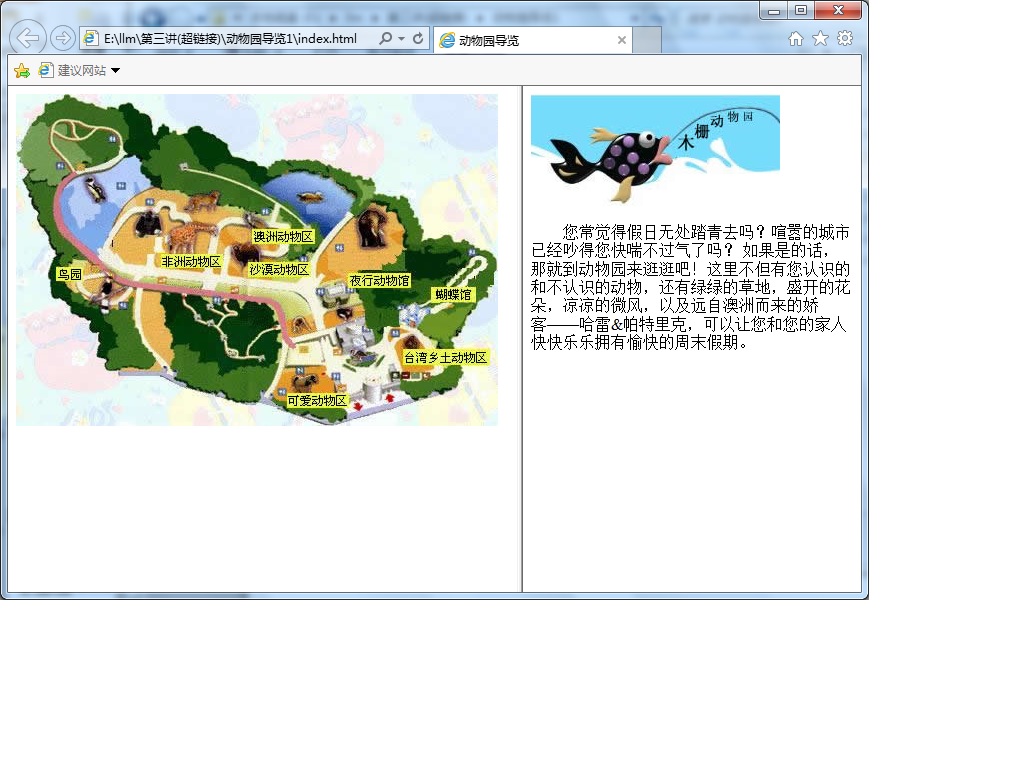 E:\llm\第三讲(超链接)\动物园导览1\index.html
动物园导览
建议网站
澳洲动物区
非洲动物区
沙漠动物区
鸟园
夜行动物馆
蝴蝶馆
台湾乡土动物区
可爱动物区
木栅动物园
您常觉得假日无处踏青去吗？喧嚣的城市
已经吵得您快喘不过气了吗？如果是的话，
那就到动物园来逛逛吧！这里不但有您认识的
和不认识的动物，还有绿绿的草地，盛开的花
朵，凉凉的微风，以及远自澳洲而来的娇
客——哈雷&帕特里克，可以让您和您的家人
快快乐乐拥有愉快的周末假期。